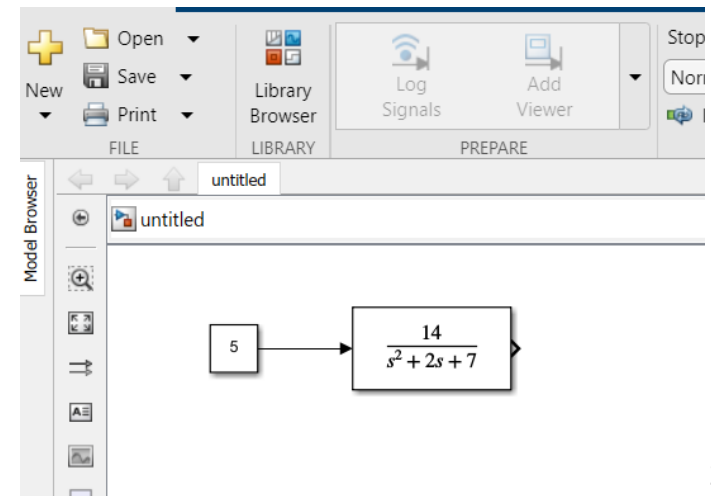 Open
Save
Print
New
FILE
Library
Browser
LIBRARY
Log
Signals
Add
Viewer
PREPARE
Stop
Model Browser
untitled
untitled
5
14
s² + 2s + 7